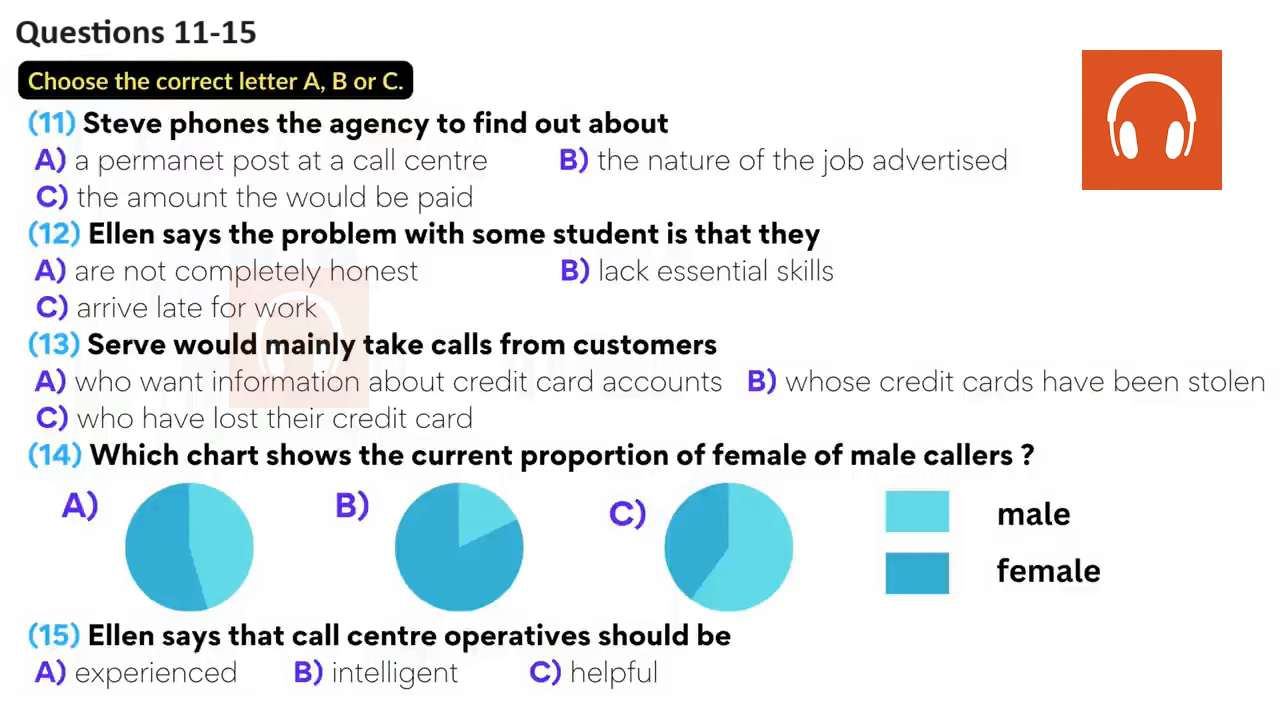 Questions 11-15
Choose the correct letter A, B or C.
(11) Steve phones the agency to find out about
A) a permanet post at a call centre B) the nature of the job advertised
C) the amount the would be paid
(12) Ellen says the problem with some student is that they
A) are not completely honest B) lack essential skills
C) arrive late for work
(13) Serve would mainly take calls from customers
A) who want information about credit card accounts B) whose credit cards have been stolen
C) who have lost their credit card
(14) Which chart shows the current proportion of female of male callers ?
A) B) C) male
female
(15) Ellen says that call centre operatives should be
A) experienced B) intelligent C) helpful